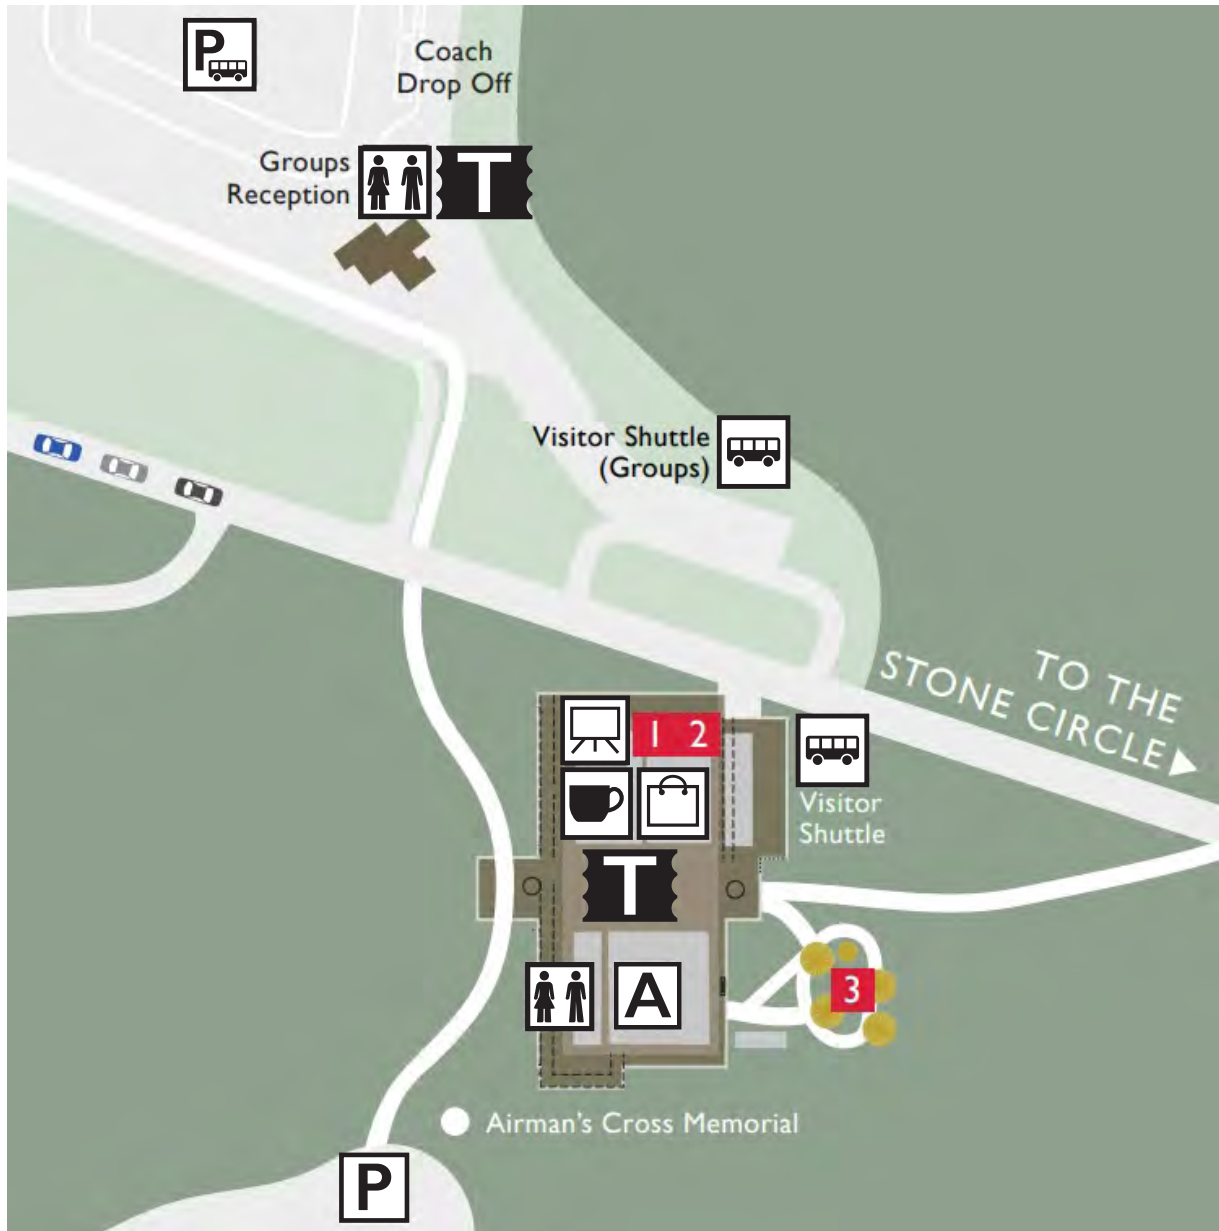 P
Coach
Drop Off
Groups
Reception
T
Visitor Shuttle
(Groups)
TO THE
STONE CIRCLE
1 2
Visitor
Shuttle
T
A
3
Airman's Cross Memorial
P